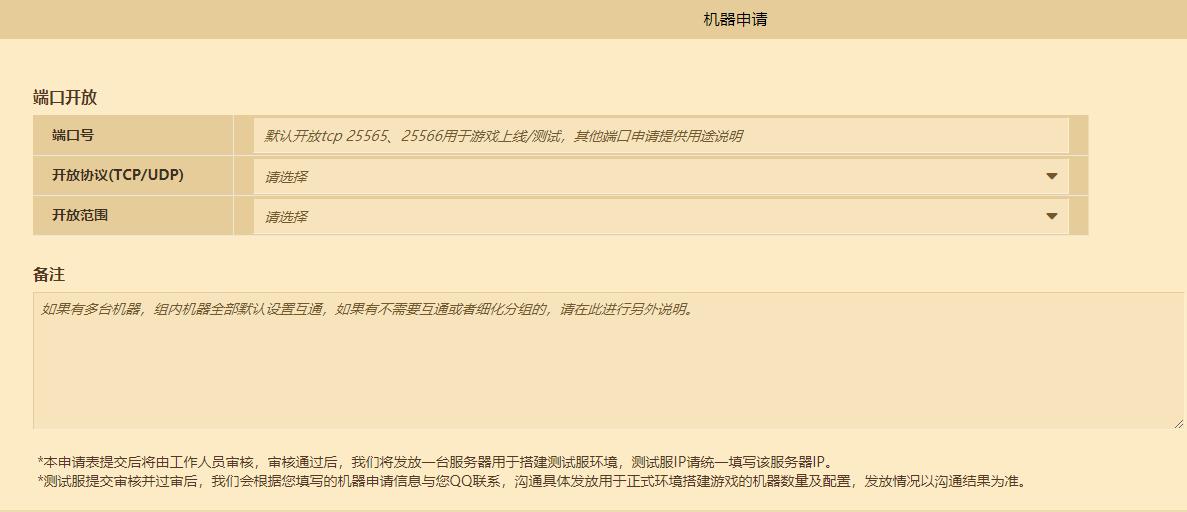 机器申请
端口开放
端口号
默认开放tcp 25565、25566用于游戏上线/测试，其他端口申请提供用途说明
开放协议(TCP/UDP)
请选择
开放范围
请选择
备注
如果有多台机器，组内机器全部默认设置互通，如果有不需要互通或者细化分组的，请在此进行另外说明。
*本申请表提交后将由工作人员审核，审核通过后，我们将发放一台服务器用于搭建测试服环境，测试服IP请统一填写该服务器IP。
*测试服提交审核并过审后，我们会根据您填写的机器申请信息与您QQ联系，沟通具体发放用于正式环境搭建游戏的机器数量及配置，发放情况以沟通结果为准。